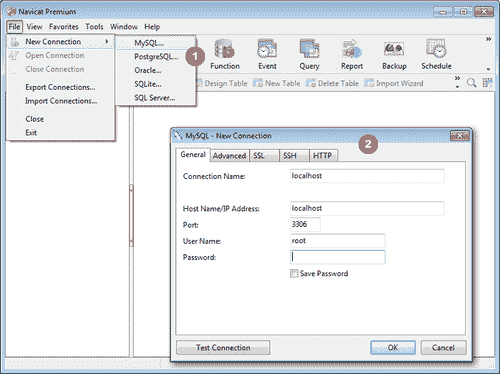 Navicat Premium
File View Favorites Tools Window Help
New Connection
Open Connection
Close Connection
Export Connections...
Import Connections...
Close
Exit
MySQL...
PostgreSQL...
Oracle...
SQLite...
SQL Server...
1
Function Event Query Report Backup Schedule
Design Table New Table Delete Table Import Wizard
MySQL - New Connection
2
General Advanced SSL SSH HTTP
Connection Name: localhost
Host Name/IP Address: localhost
Port: 3306
User Name: root
Password:
Save Password
Test Connection OK Cancel